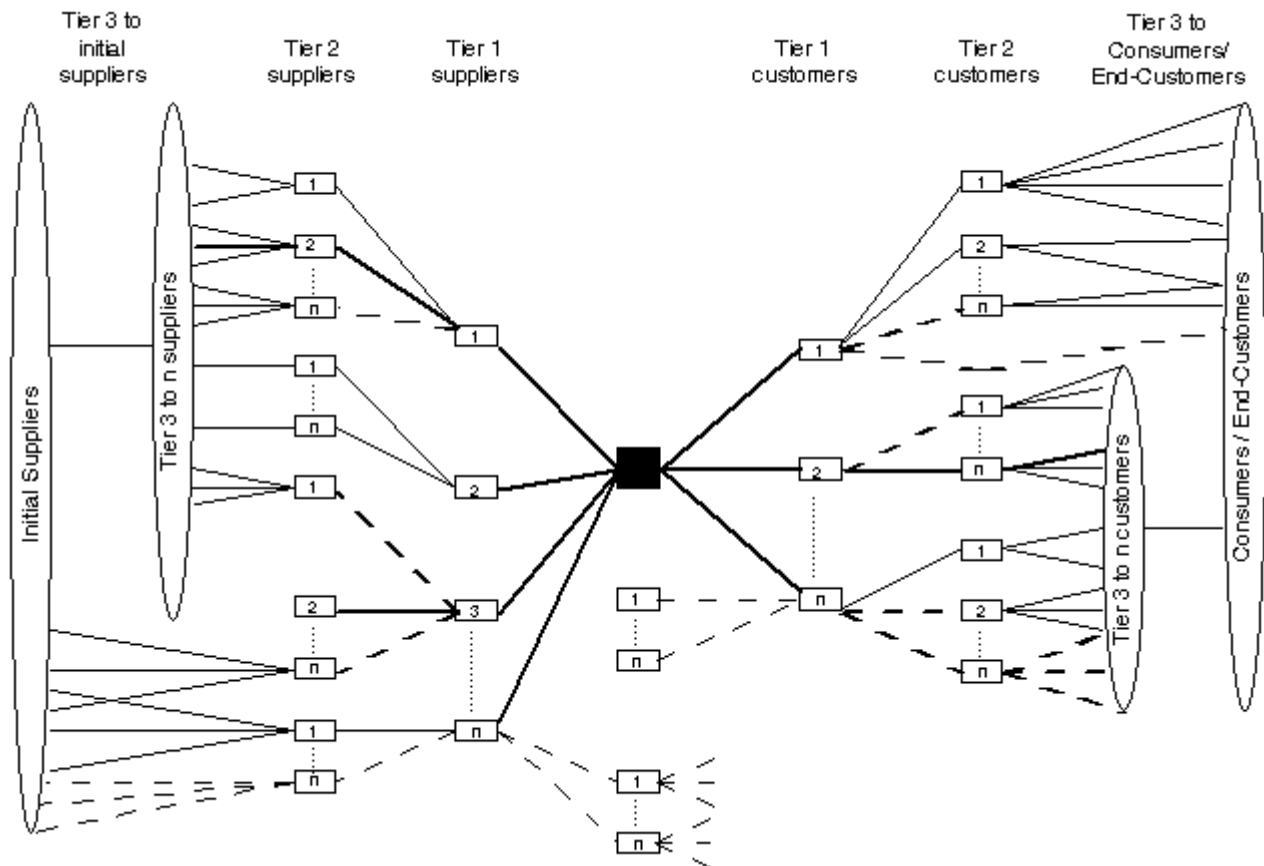 Tier 3 to
initial
suppliers
Tier 2
suppliers
Tier 1
suppliers
Tier 1
customers
Tier 2
customers
Tier 3 to
Consumers/
End-Customers
Initial Suppliers
Tier 3 to n suppliers
1
2
n
1
n
1
2
n
1
n
1
2
3
n
1
n
1
n
1
2
n
1
2
n
1
n
1
2
n
Tier 3 to n customers
Consumers / End-Customers